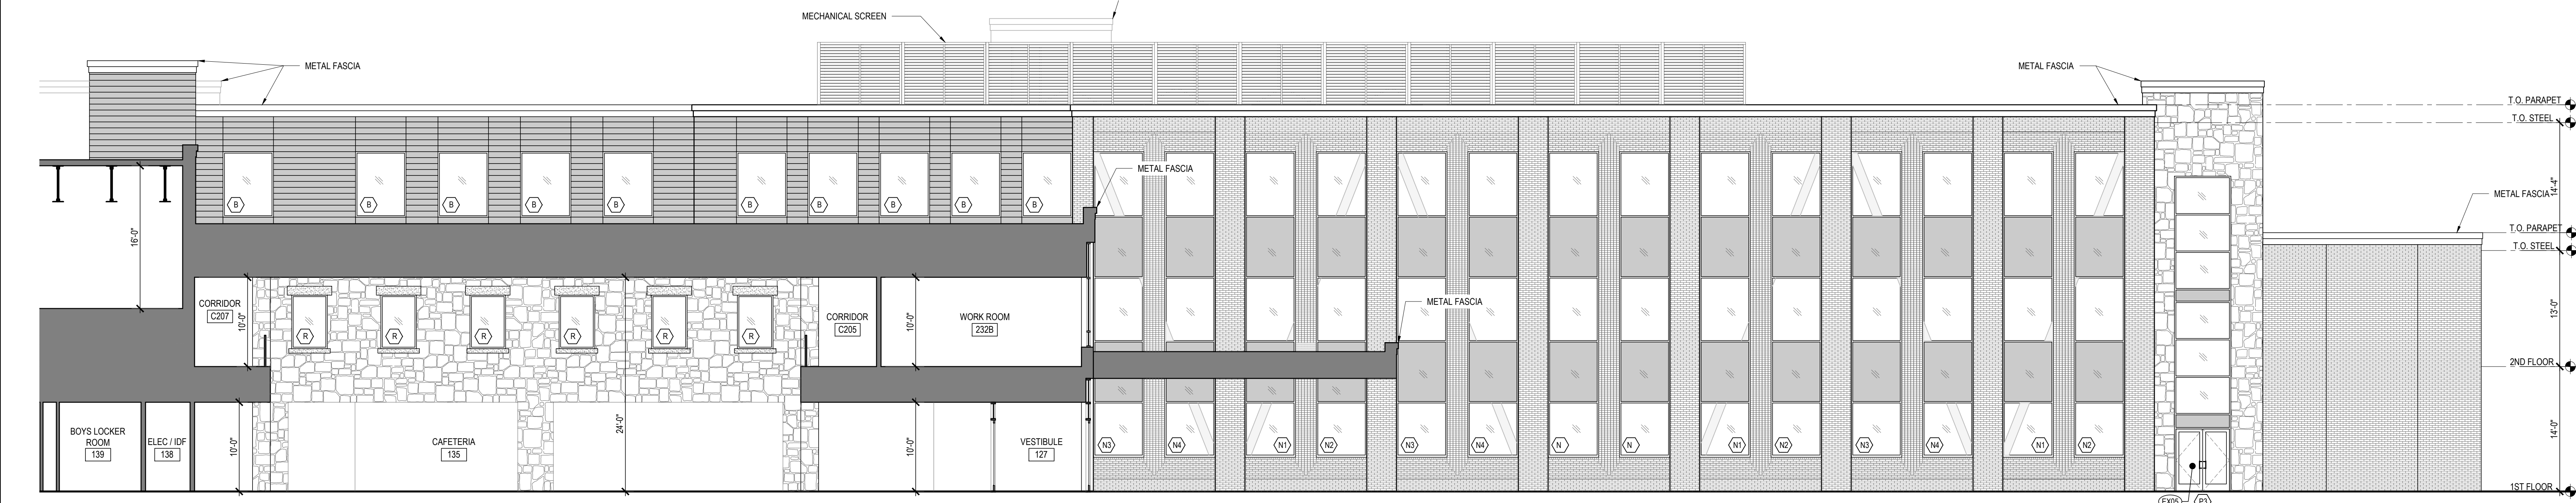 MECHANICAL SCREEN
METAL FASCIA
METAL FASCIA
T.O. PARAPET
T.O. STEEL
METAL FASCIA
14'-4"
METAL FASCIA
B
B
B
B
B
B
B
B
B
B
T.O. PARAPET
T.O. STEEL
16'-0"
CORRIDOR
C207
10'-0"
R
R
R
R
R
R
CORRIDOR
C205
10'-0"
WORK ROOM
232B
METAL FASCIA
13'-0"
2ND FLOOR
BOYS LOCKER
ROOM
139
ELEC / IDF
138
10'-0"
CAFETERIA
135
24'-0"
10'-0"
VESTIBULE
127
N3
N4
N1
N2
N3
N4
N
N
N1
N2
N3
N4
N1
N2
14'-0"
1ST FLOOR
EX05
P3